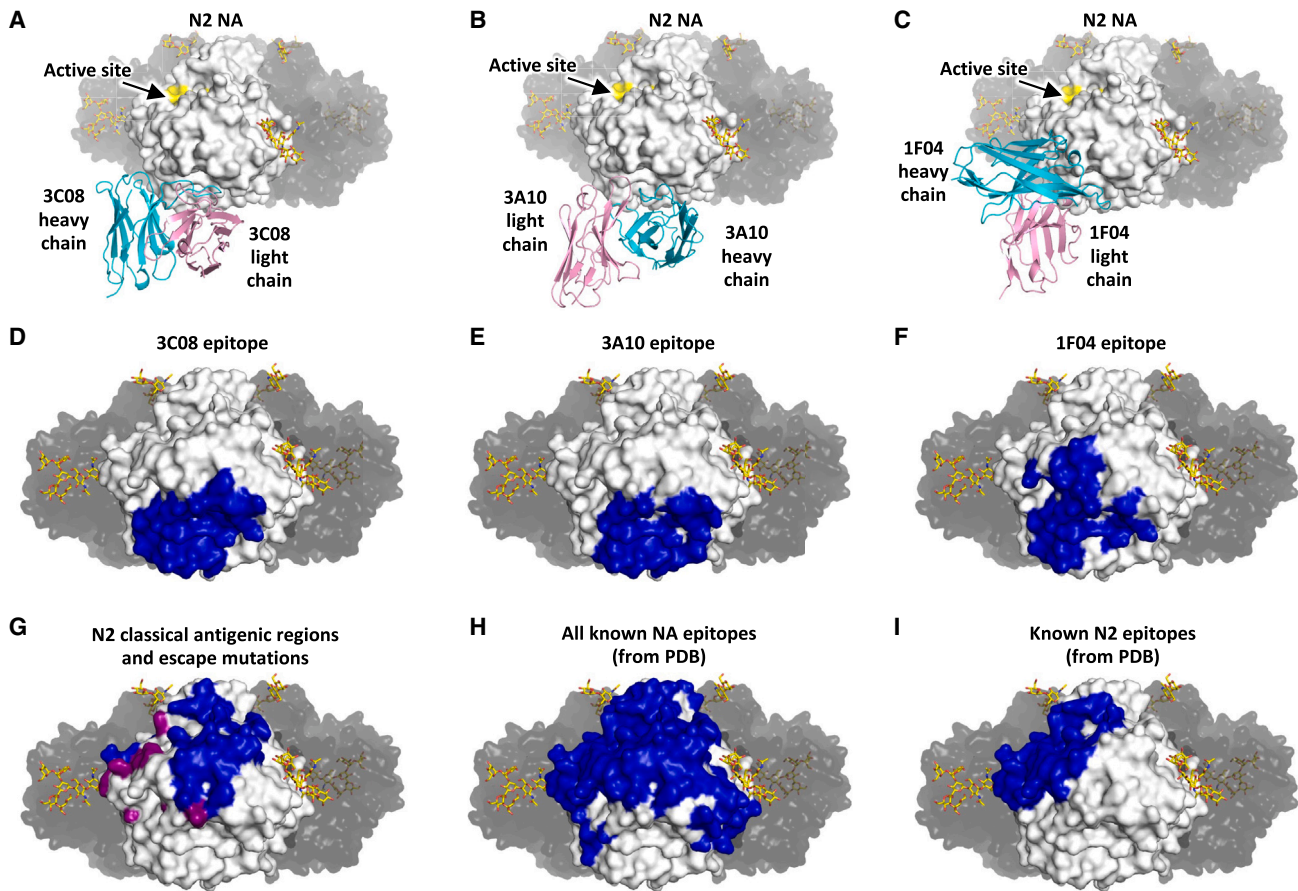 A
N2 NA
Active site
3C08
heavy
chain
3C08
light
chain
B
N2 NA
Active site
3A10
light
chain
3A10
heavy
chain
C
N2 NA
Active site
1F04
heavy
chain
1F04
light
chain
D
3C08 epitope
E
3A10 epitope
F
1F04 epitope
G
N2 classical antigenic regions
and escape mutations
H
All known NA epitopes
(from PDB)
I
Known N2 epitopes
(from PDB)